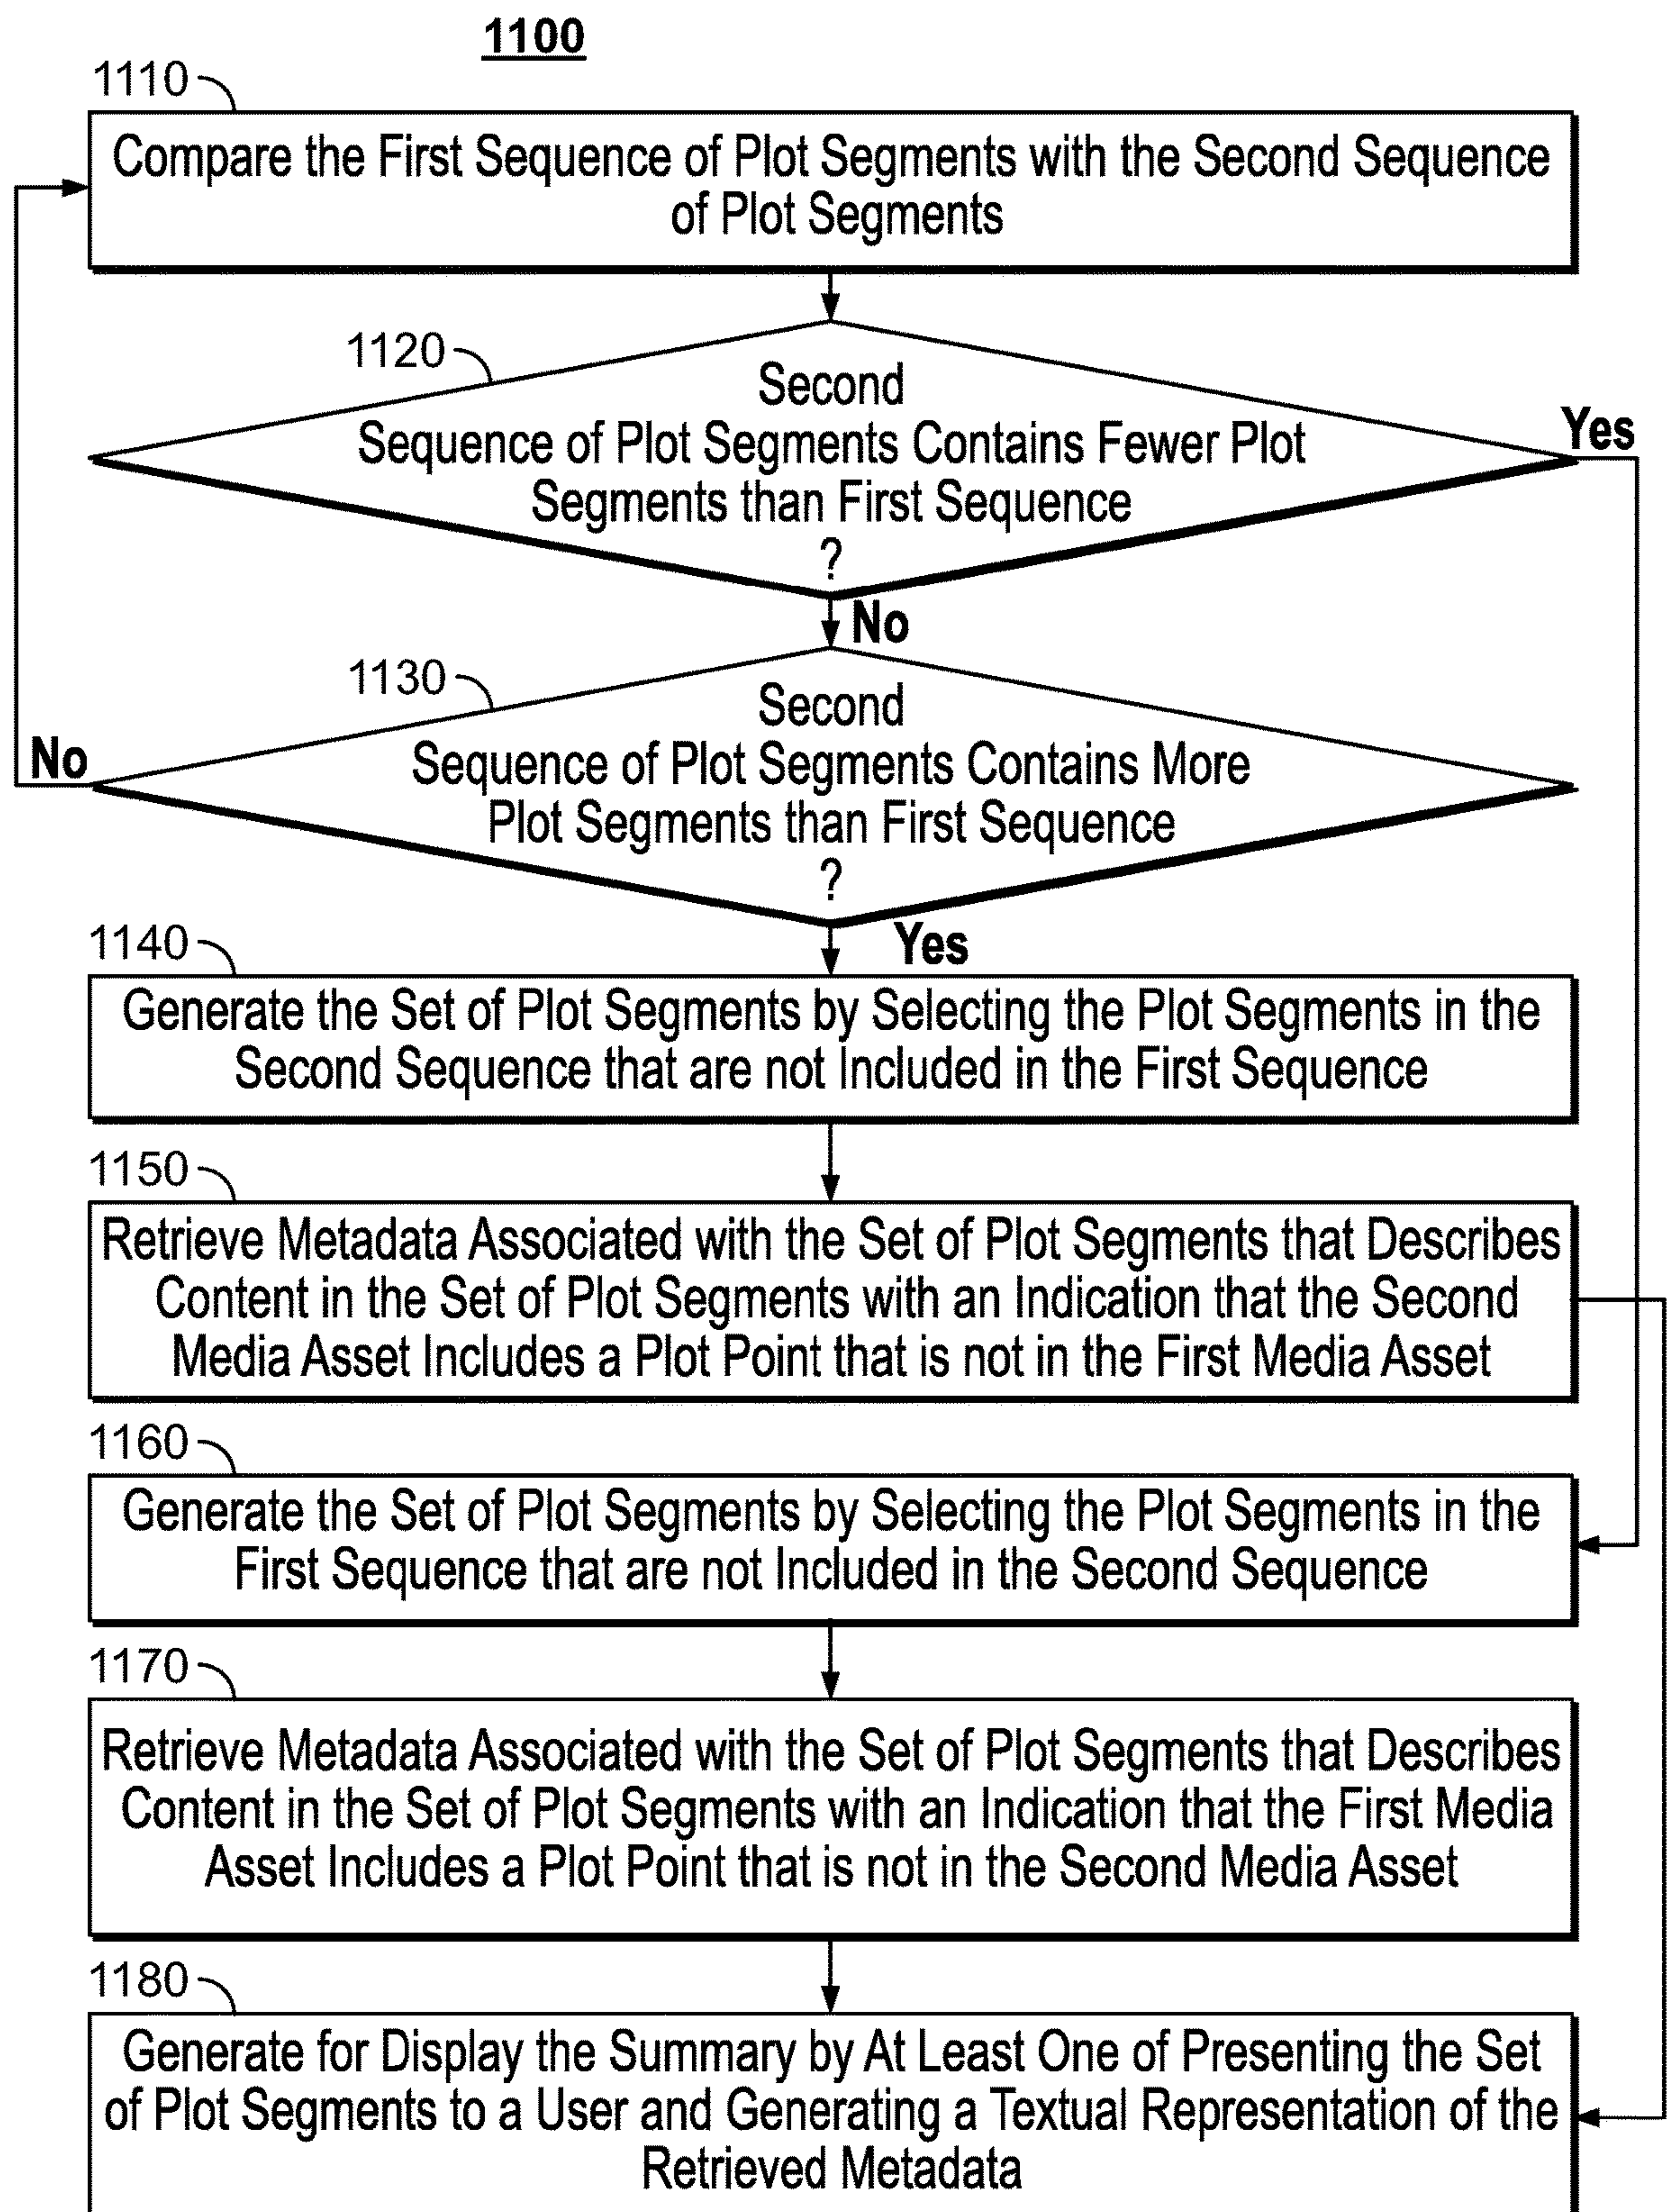 1100
1110
Compare the First Sequence of Plot Segments with the Second Sequence
of Plot Segments
1120
Second
Sequence of Plot Segments Contains Fewer Plot
Segments than First Sequence
?
Yes
No
1130
Second
Sequence of Plot Segments Contains More
Plot Segments than First Sequence
?
No
Yes
1140
Generate the Set of Plot Segments by Selecting the Plot Segments in the
Second Sequence that are not Included in the First Sequence
1150
Retrieve Metadata Associated with the Set of Plot Segments that Describes
Content in the Set of Plot Segments with an Indication that the Second
Media Asset Includes a Plot Point that is not in the First Media Asset
1160
Generate the Set of Plot Segments by Selecting the Plot Segments in the
First Sequence that are not Included in the Second Sequence
1170
Retrieve Metadata Associated with the Set of Plot Segments that Describes
Content in the Set of Plot Segments with an Indication that the First Media
Asset Includes a Plot Point that is not in the Second Media Asset
1180
Generate for Display the Summary by At Least One of Presenting the Set
of Plot Segments to a User and Generating a Textual Representation of the
Retrieved Metadata